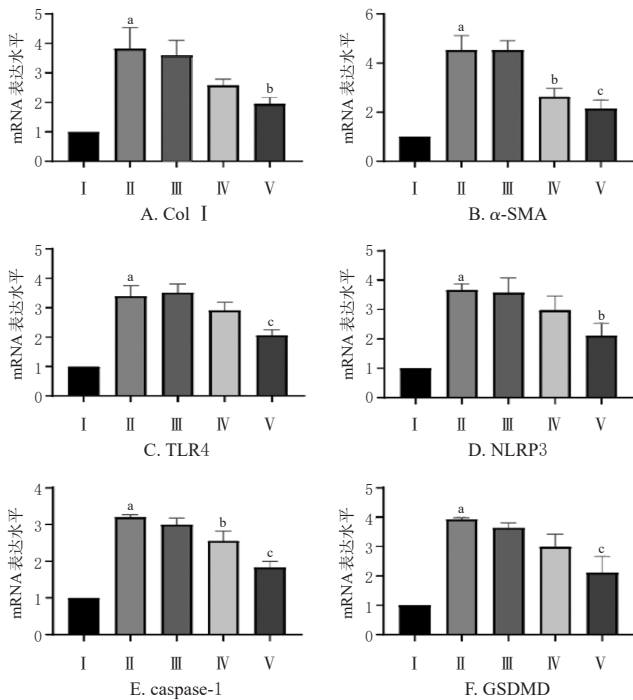 mRNA 表达水平
5
4
3
2
1
0
a
b
Ⅰ Ⅱ Ⅲ Ⅳ Ⅴ
A. Col Ⅰ
mRNA 表达水平
6
4
2
0
a
b
c
Ⅰ Ⅱ Ⅲ Ⅳ Ⅴ
B. α-SMA
mRNA 表达水平
5
4
3
2
1
0
a
c
Ⅰ Ⅱ Ⅲ Ⅳ Ⅴ
C. TLR4
mRNA 表达水平
5
4
3
2
1
0
a
b
Ⅰ Ⅱ Ⅲ Ⅳ Ⅴ
D. NLRP3
mRNA 表达水平
4
3
2
1
0
a
b
c
Ⅰ Ⅱ Ⅲ Ⅳ Ⅴ
E. caspase-1
mRNA 表达水平
5
4
3
2
1
0
a
c
Ⅰ Ⅱ Ⅲ Ⅳ Ⅴ
F. GSDMD